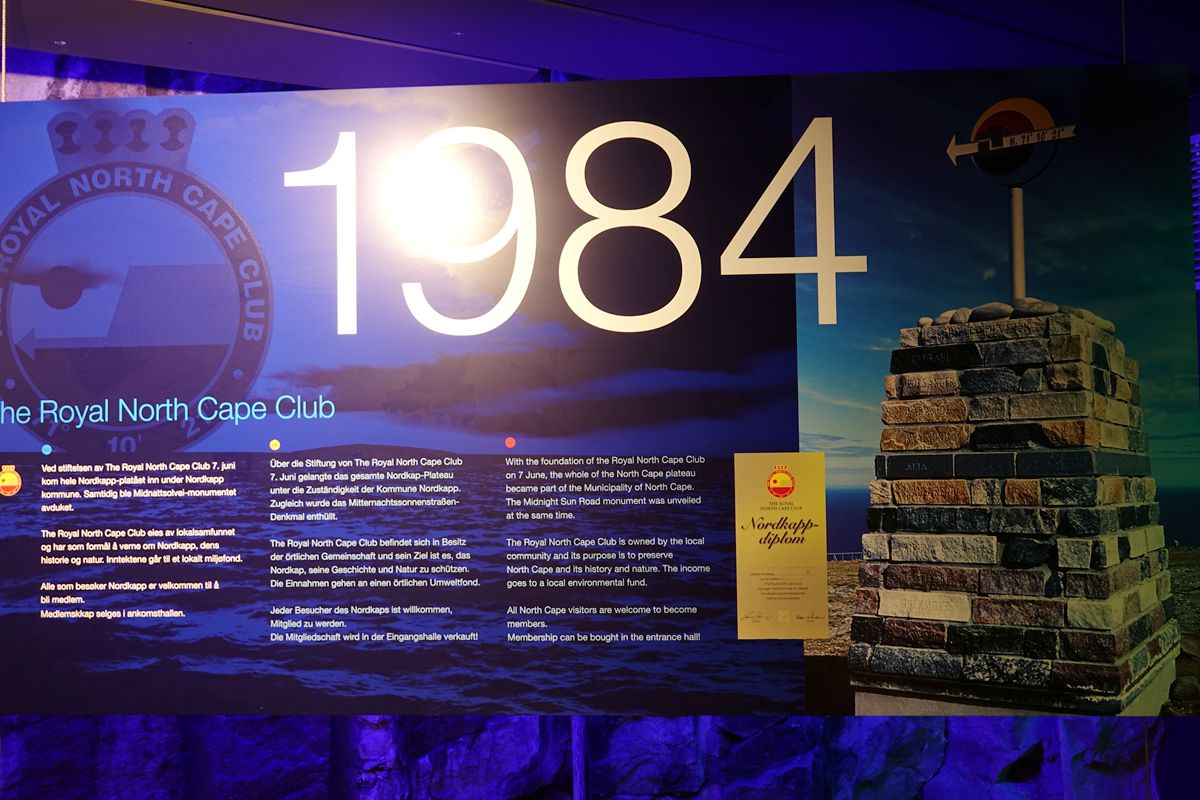 1984
ROYAL NORTH CAPE CLUB
10'
he Royal North Cape Club
Ved stiftelsen av The Royal North Cape Club 7. juni
kom hele Nordkapp-platået inn under Nordkapp
kommune. Samtidig ble Midnattsolvei-monumentet
avduket.
The Royal North Cape Club eies av lokalsamfunnet
og har som formål å verne om Nordkapp, dens
historie og natur. Inntektene går til et lokalt miljøfond.
Alle som besøker Nordkapp er velkommen til å
bli medlem.
Medlemskkap selges i ankomsthallen.
Über die Stiftung von The Royal North Cape Club
7. Juni gelangte das gesamte Nordkap-Plateau
unter die Zuständigkeit der Kommune Nordkapp.
Zugleich wurde das Mitternachtssonnenstraßen-
Denkmal enthüllt.
The Royal North Cape Club befindet sich in Besitz
der örtlichen Gemeinschaft und sein Ziel ist es, das
Nordkap, seine Geschichte und Natur zu schützen.
Die Einnahmen gehen an einen örtlichen Umweltfond.
Jeder Besucher des Nordkaps ist willkommen,
Mitglied zu werden.
Die Mitgliedschaft wird in der Eingangshalle verkauft!
With the foundation of the Royal North Cape Club
on 7 June, the whole of the North Cape plateau
became part of the Municipality of North Cape.
The Midnight Sun Road monument was unveiled
at the same time.
The Royal North Cape Club is owned by the local
community and its purpose is to preserve
North Cape and its history and nature. The income
goes to a local environmental fund.
All North Cape visitors are welcome to become
members.
Membership can be bought in the entrance hall!
THE ROYAL
NORTH CAPE CLUB
Nordkapp-
diplom
N. 71° 10' 21"
ALTA